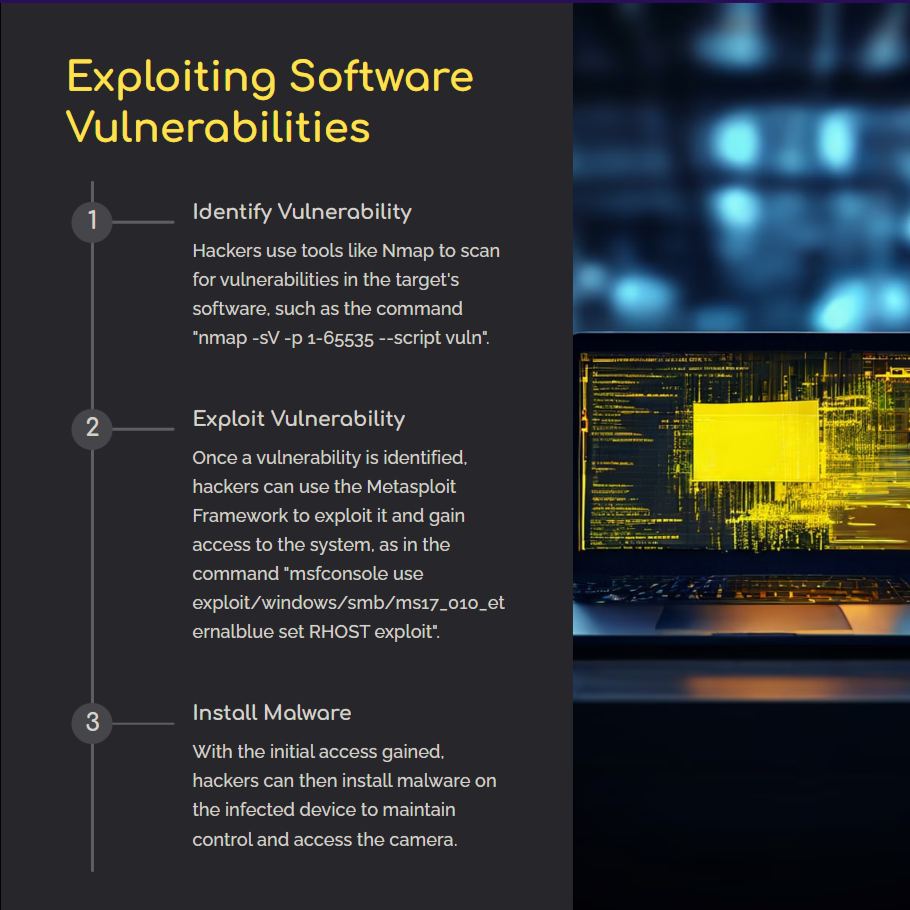 Exploiting Software
Vulnerabilities
1
Identify Vulnerability
Hackers use tools like Nmap to scan
for vulnerabilities in the target's
software, such as the command
"nmap -sV -p 1-65535 --script vuln".
2
Exploit Vulnerability
Once a vulnerability is identified,
hackers can use the Metasploit
Framework to exploit it and gain
access to the system, as in the
command "msfconsole use
exploit/windows/smb/ms17_010_et
ernalblue set RHOST exploit".
3
Install Malware
With the initial access gained,
hackers can then install malware on
the infected device to maintain
control and access the camera.